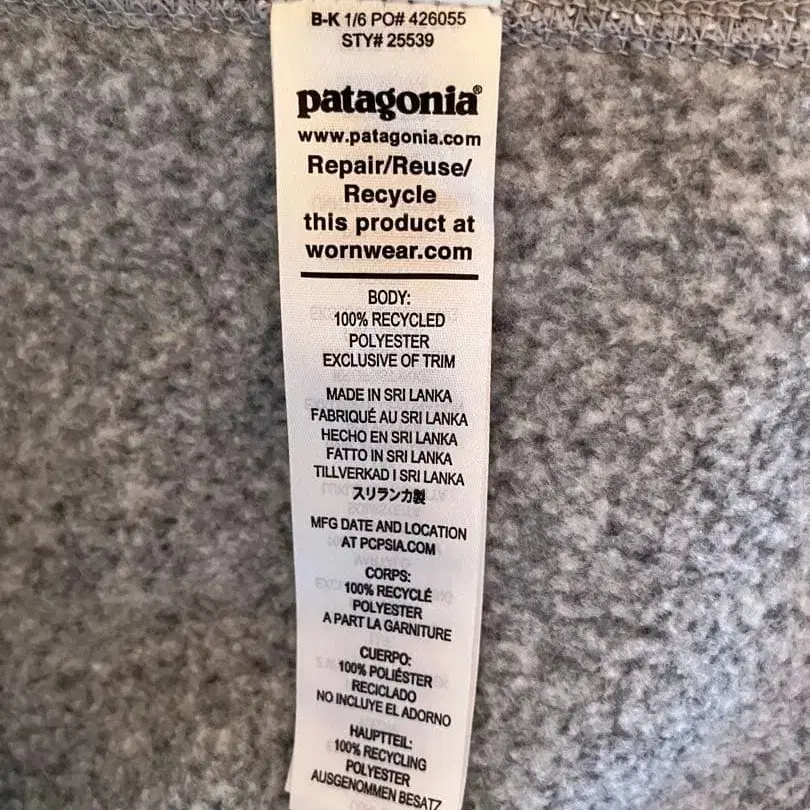 B-K 1/6 PO# 426055
STY# 25539
patagonia®
www.patagonia.com
Repair/Reuse/
Recycle
this product at
wornwear.com
BODY:
100% RECYCLED
POLYESTER
EXCLUSIVE OF TRIM
MADE IN SRI LANKA
FABRIQUÉ AU SRI LANKA
HECHO EN SRI LANKA
FATTO IN SRI LANKA
TILLVERKAD I SRI LANKA
スリランカ製
MFG DATE AND LOCATION
AT PCPSIA.COM
CORPS:
100% RECYCLÉ
POLYESTER
A PART LA GARNITURE
CUERPO:
100% POLIÉSTER
RECICLADO
NO INCLUYE EL ADORNO
HAUPTTEIL:
100% RECYCLING
POLYESTER
AUSGENOMMEN BESATZ